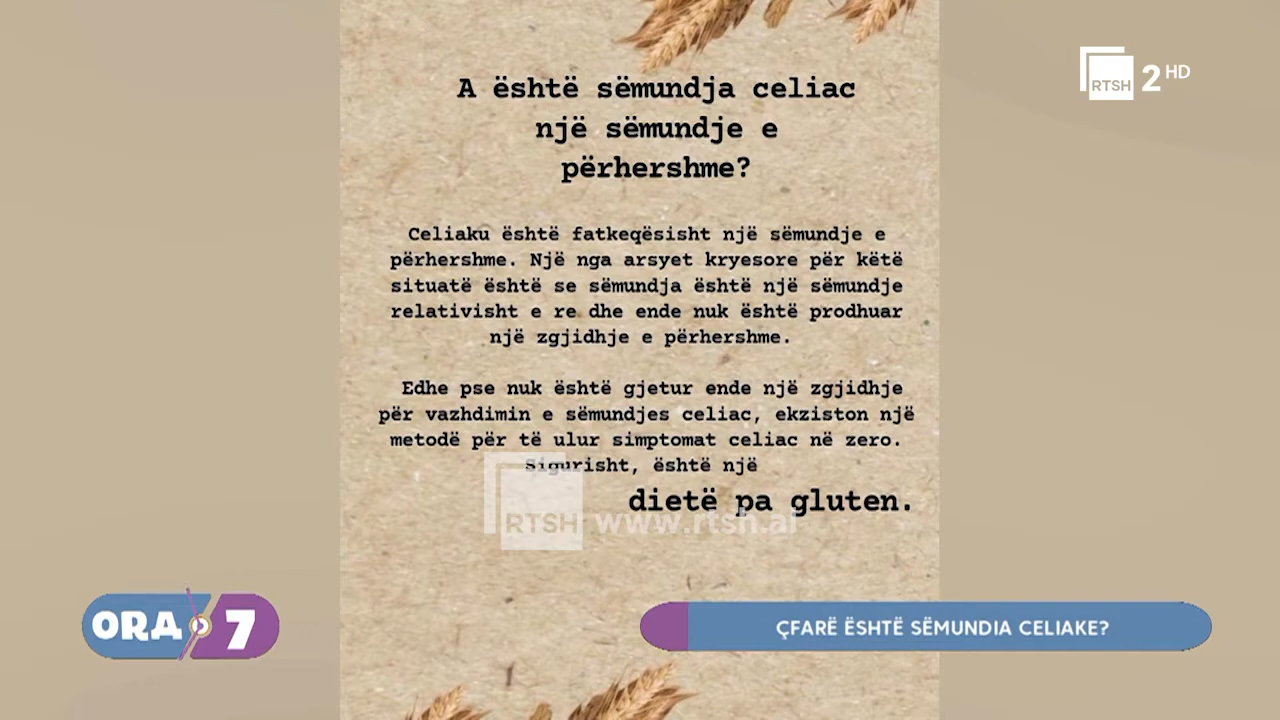 RTSH 2 HD
A është sëmundja celiac
një sëmundje e
përhershme?
Celiaku është fatkeqësisht një sëmundje e
përhershme. Një nga arsyet kryesore për këtë
situatë është se sëmundja është një sëmundje
relativisht e re dhe ende nuk është prodhuar
një zgjidhje e përhershme.
Edhe pse nuk është gjetur ende një zgjidhje
për vazhdimin e sëmundjes celiac, ekziston një
metodë për të ulur simptomat celiac në zero.
Sigurisht, është një
dietë pa gluten.
RTSH www.rtsh.al
ORA 7
ÇFARË ËSHTË SËMUNDIA CELIAKE?